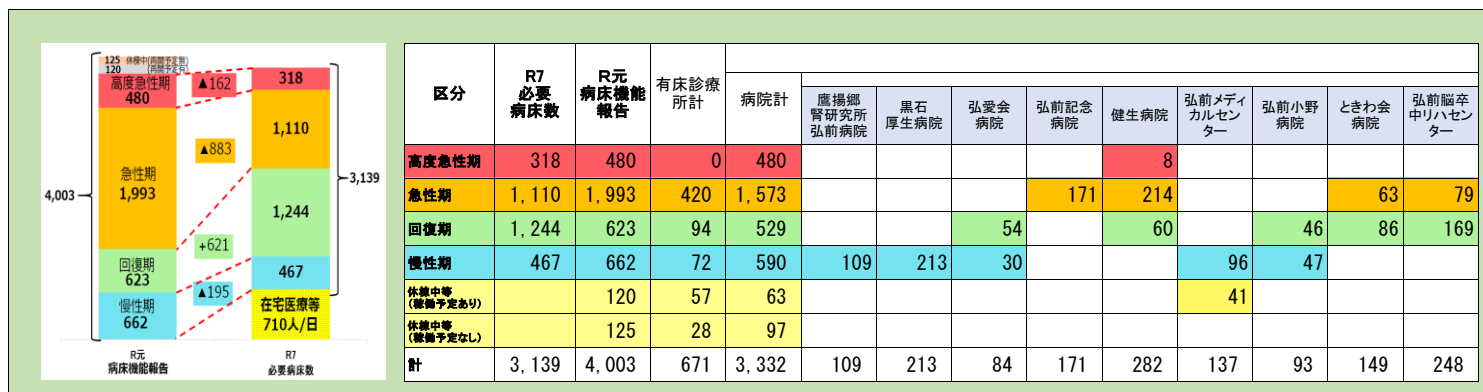 125 休棟中(再開予定無)
120 (再開予定有)
高度急性期
480
▲162
318
急性期
1,993
▲883
1,110
4,003
3,139
+621
1,244
回復期
623
▲195
467
慢性期
662
在宅医療等
710人/日
R元
病床機能報告
R7
必要病床数
区分 R7必要病床数 R元病床機能報告 有床診療所計 病院計 鷹揚郷腎研究所弘前病院 黒石厚生病院 弘愛会病院 弘前記念病院 健生病院 弘前メディカルセンター 弘前小野病院 ときわ会病院 弘前脳卒中リハセンター
高度急性期 318 480 0 480 8
急性期 1,110 1,993 420 1,573 171 214 63 79
回復期 1,244 623 94 529 54 60 46 86 169
慢性期 467 662 72 590 109 213 30 96 47
休棟中等(稼働予定あり) 120 57 63 41
休棟中等(稼働予定なし) 125 28 97
計 3,139 4,003 671 3,332 109 213 84 171 282 137 93 149 248